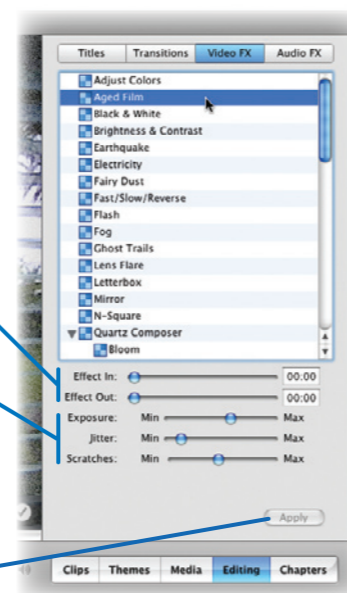 Titles Transitions Video FX Audio FX
Adjust Colors
Aged Film
Black & White
Brightness & Contrast
Earthquake
Electricity
Fairy Dust
Fast/Slow/Reverse
Flash
Fog
Ghost Trails
Lens Flare
Letterbox
Mirror
N-Square
Quartz Composer
Bloom
Effect In: 00:00
Effect Out: 00:00
Exposure: Min Max
Jitter: Min Max
Scratches: Min Max
Apply
Clips Themes Media Editing Chapters